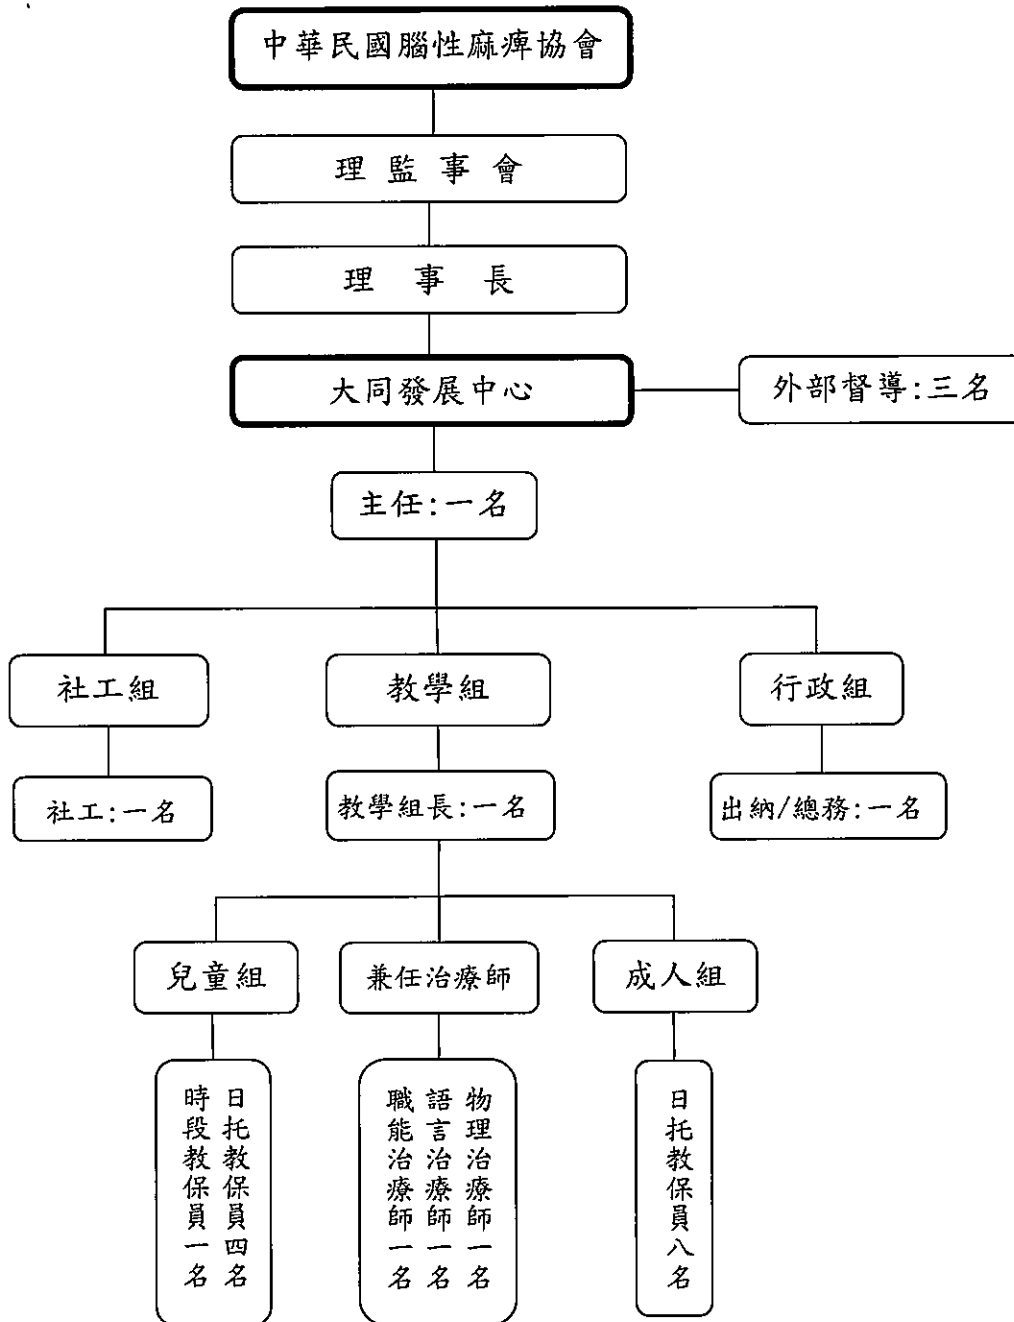 中華民國腦性麻痺協會
理監事會
理事長
大同發展中心
外部督導:三名
主任:一名
社工組
教學組
行政組
社工:一名
教學組長:一名
出納/總務:一名
兒童組
兼任治療師
成人組
日托教保員四名
時段教保員一名
物理治療師一名
語言治療師一名
職能治療師一名
日托教保員八名